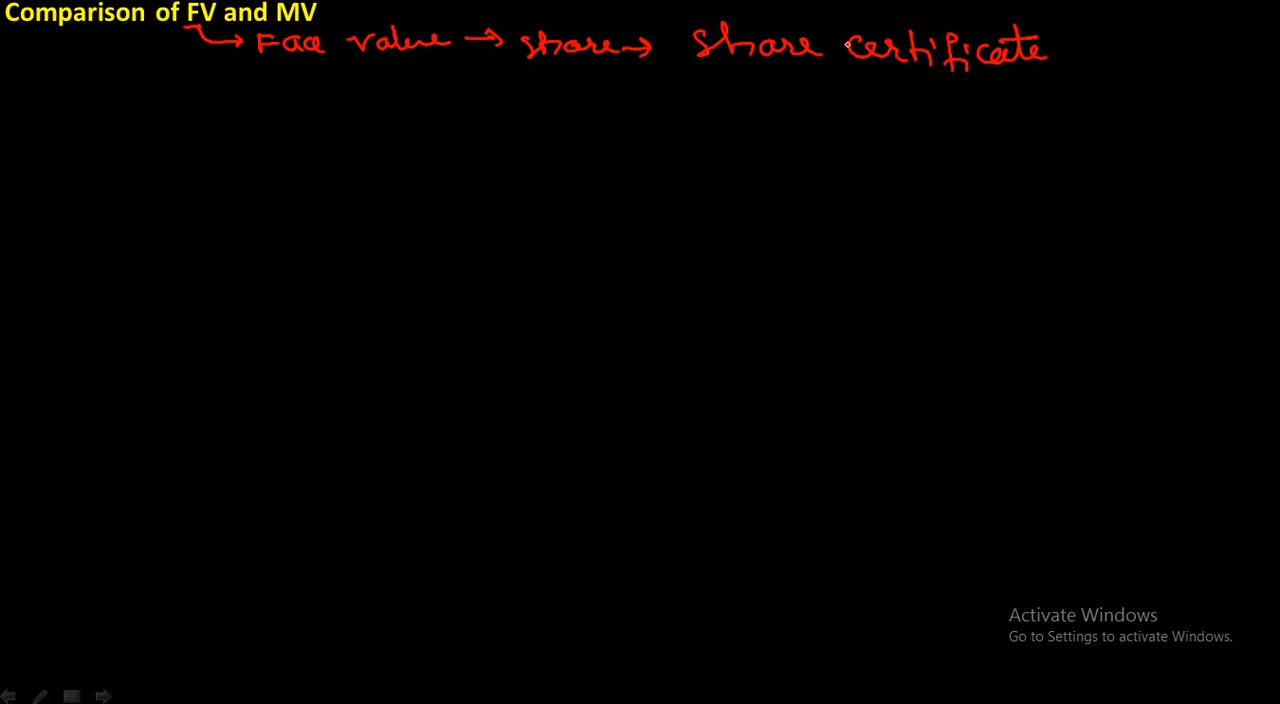 Comparison of FV and MV
Face value → share → Share certificate
Activate Windows
Go to Settings to activate Windows.